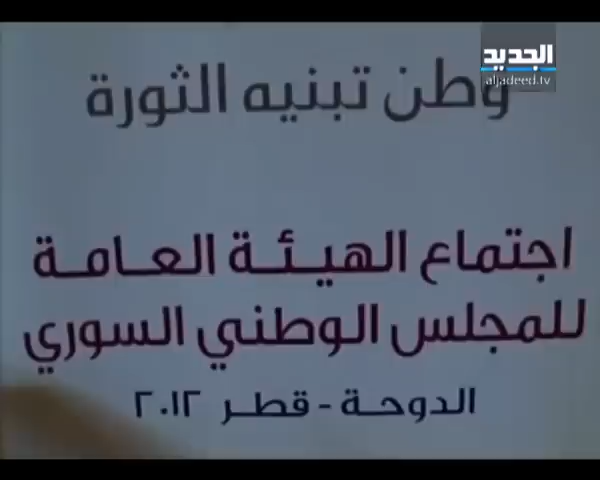 الجديد
aljadeed.tv
وطن تبنيه الثورة
اجتماع الهيئة العامة
للمجلس الوطني السوري
الدوحة - قطر ٢٠١٢